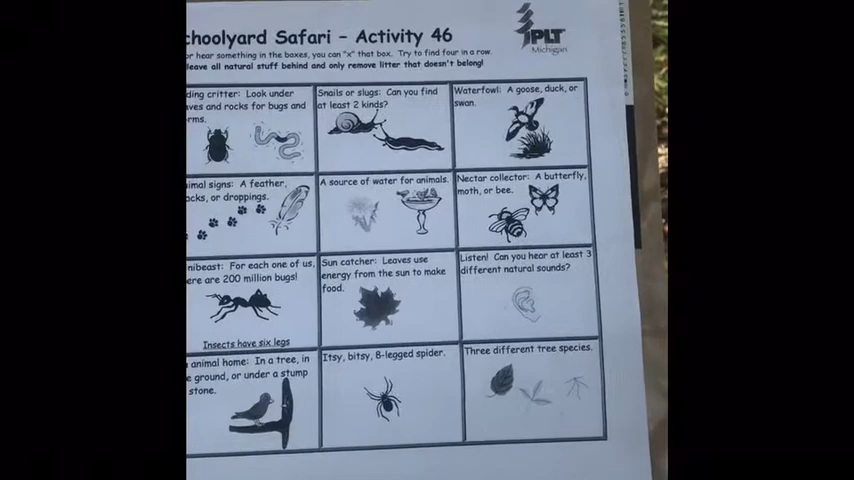 choolyard Safari - Activity 46
PLT
Michigan
or hear something in the boxes, you can "x" that box. Try to find four in a row.
leave all natural stuff behind and only remove litter that doesn't belong!
ding critter: Look under
ves and rocks for bugs and
rms.
Snails or slugs: Can you find
at least 2 kinds?
Waterfowl: A goose, duck, or
swan.
imal signs: A feather,
acks, or droppings.
A source of water for animals.
Nectar collector: A butterfly,
moth, or bee.
nibeast: For each one of us,
ere are 200 million bugs!
Insects have six legs
Sun catcher: Leaves use
energy from the sun to make
food.
Listen! Can you hear at least 3
different natural sounds?
animal home: In a tree, in
e ground, or under a stump
stone.
Itsy, bitsy, 8-legged spider.
Three different tree species.